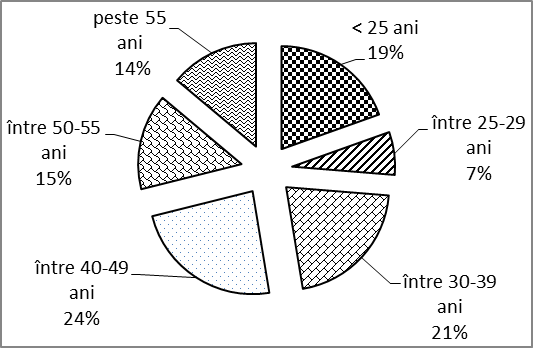 peste 55
ani
14%
< 25 ani
19%
între 25-29
ani
7%
între 30-39
ani
21%
între 40-49
ani
24%
între 50-55
ani
15%